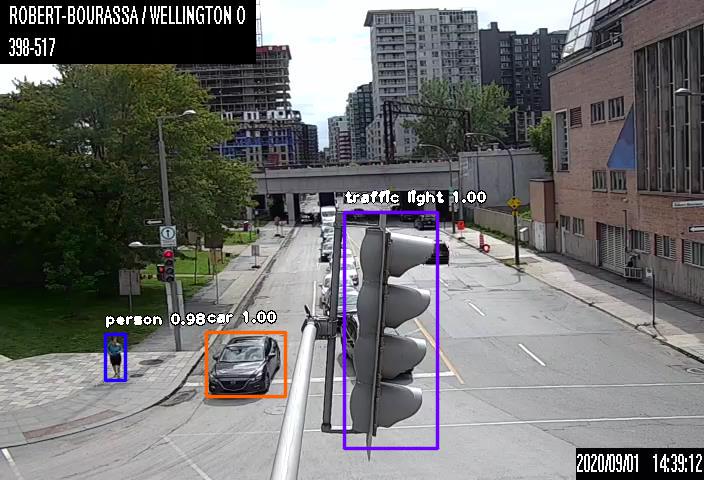 ROBERT-BOURASSA / WELLINGTON O
398-517
traffic light 1.00
person 0.98
car 1.00
2020/09/01 14:39:12